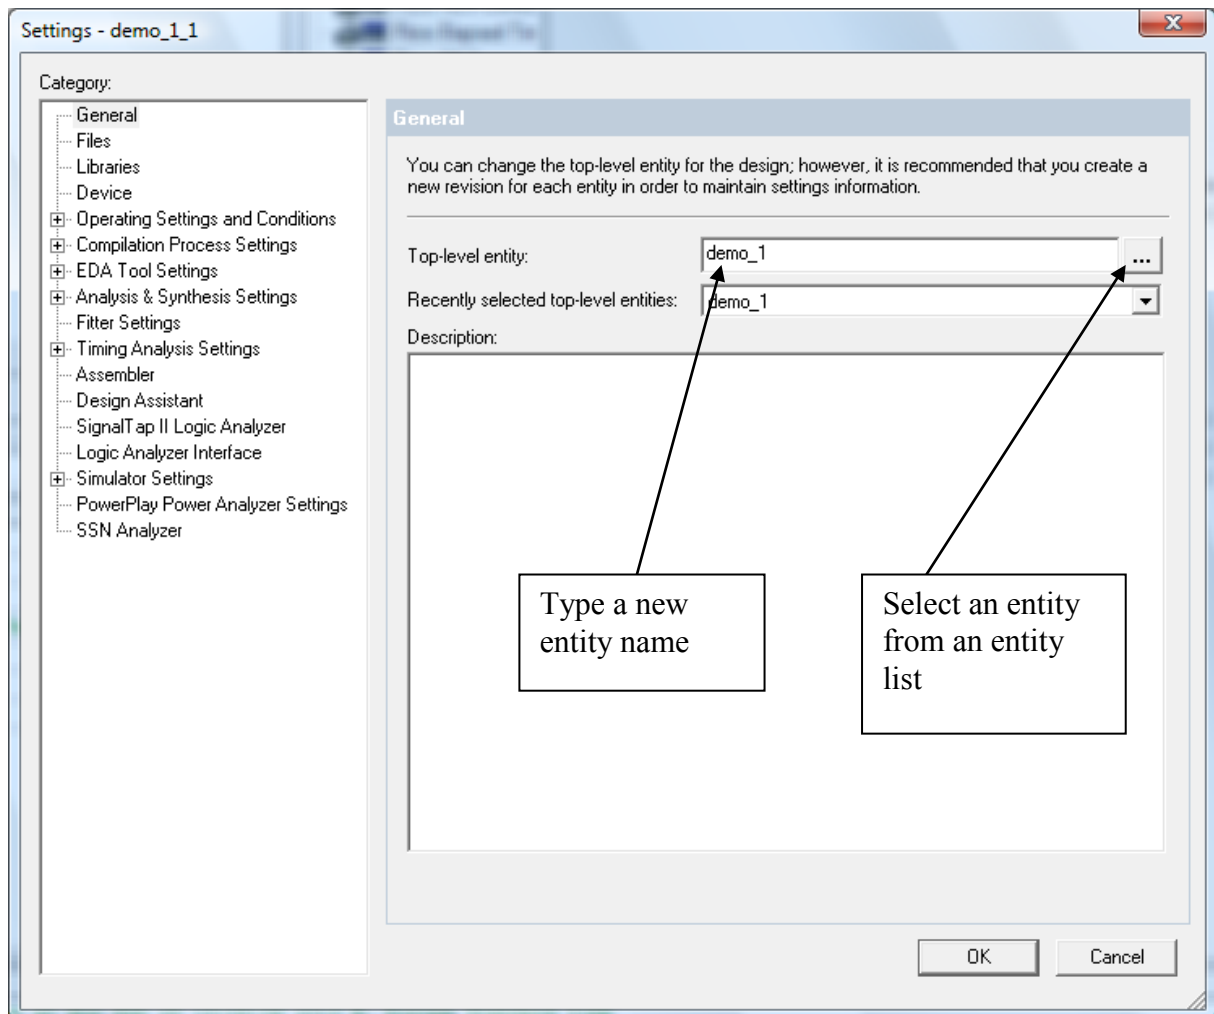 Settings - demo_1_1
Category:
General
Files
Libraries
Device
Operating Settings and Conditions
Compilation Process Settings
EDA Tool Settings
Analysis & Synthesis Settings
Fitter Settings
Timing Analysis Settings
Assembler
Design Assistant
SignalTap II Logic Analyzer
Logic Analyzer Interface
Simulator Settings
PowerPlay Power Analyzer Settings
SSN Analyzer
General
You can change the top-level entity for the design; however, it is recommended that you create a
new revision for each entity in order to maintain settings information.
Top-level entity:
demo_1
...
Recently selected top-level entities:
demo_1
Description:
Type a new
entity name
Select an entity
from an entity
list
OK
Cancel